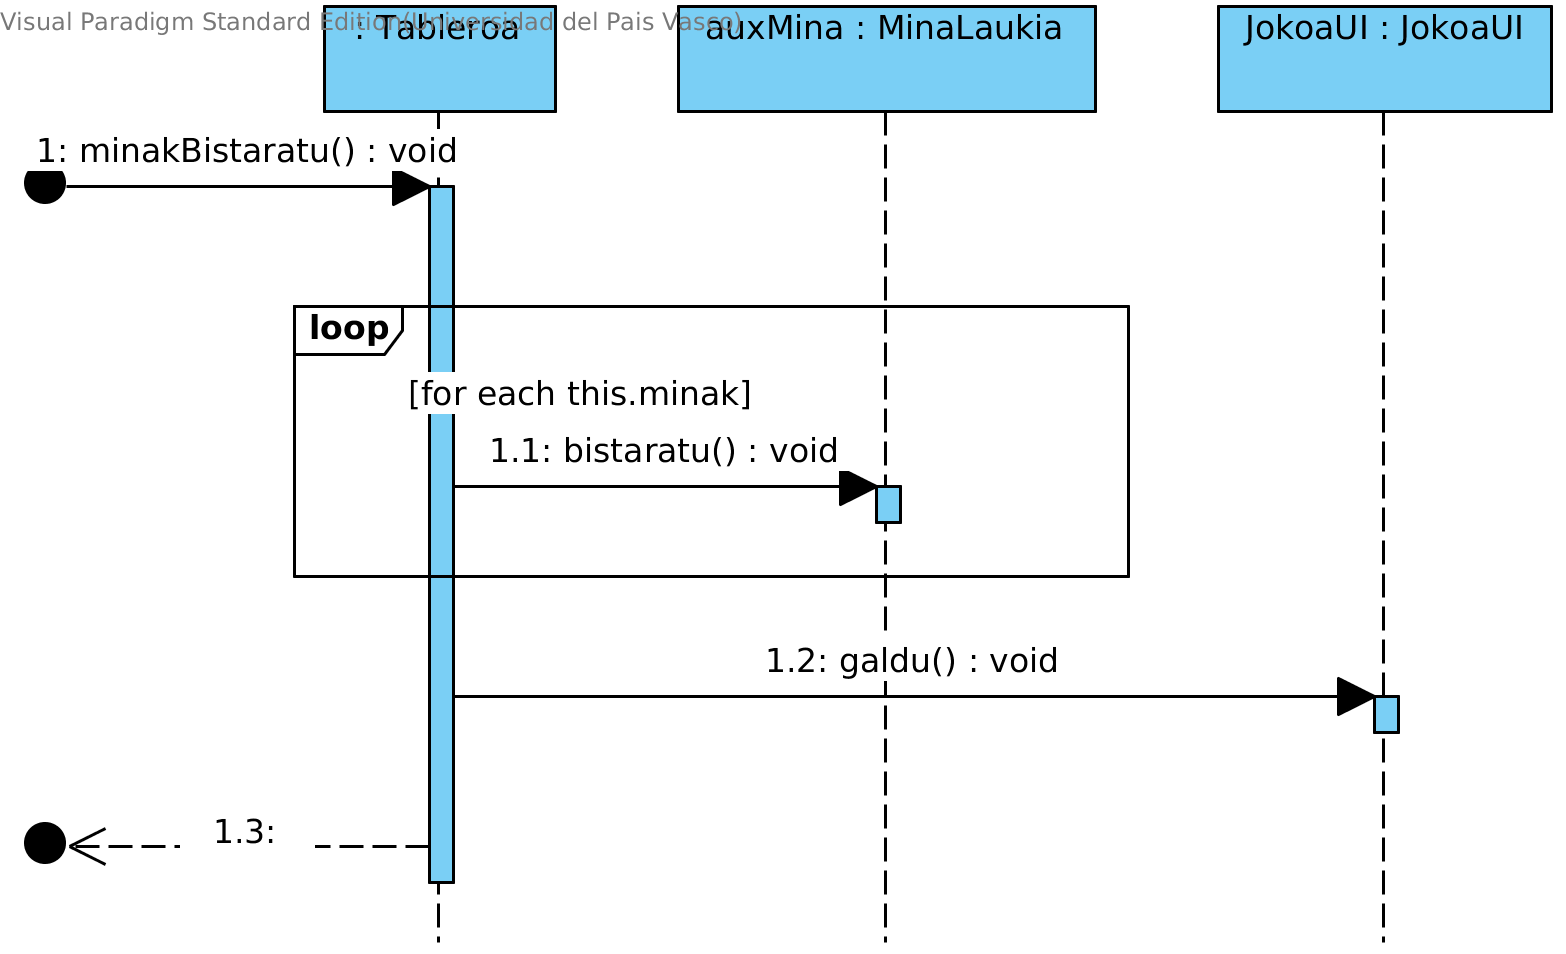 Visual Paradigm Standard Edition(Universidad del Pais Vasco)
: Tableroa
auxMina : MinaLaukia
JokoaUI : JokoaUI
1: minakBistaratu() : void
loop
[for each this.minak]
1.1: bistaratu() : void
1.2: galdu() : void
1.3: